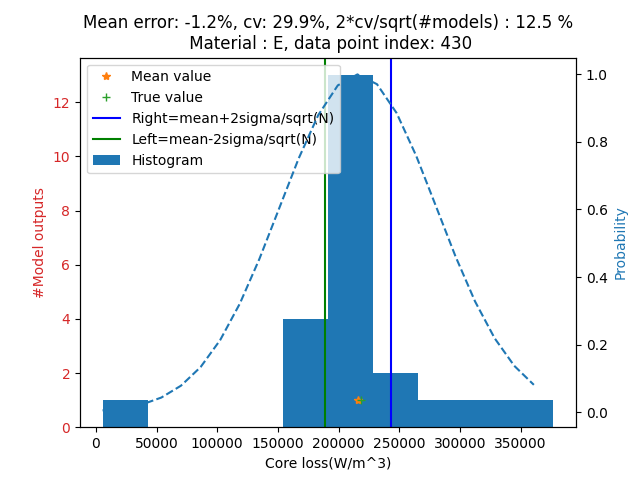 Mean error: -1.2%, cv: 29.9%, 2*cv/sqrt(#models) : 12.5 %
Material : E, data point index: 430
Mean value
True value
Right=mean+2sigma/sqrt(N)
Left=mean-2sigma/sqrt(N)
Histogram
#Model outputs
12
10
8
6
4
2
0
Probability
1.0
0.8
0.6
0.4
0.2
0.0
0 50000 100000 150000 200000 250000 300000 350000
Core loss(W/m^3)